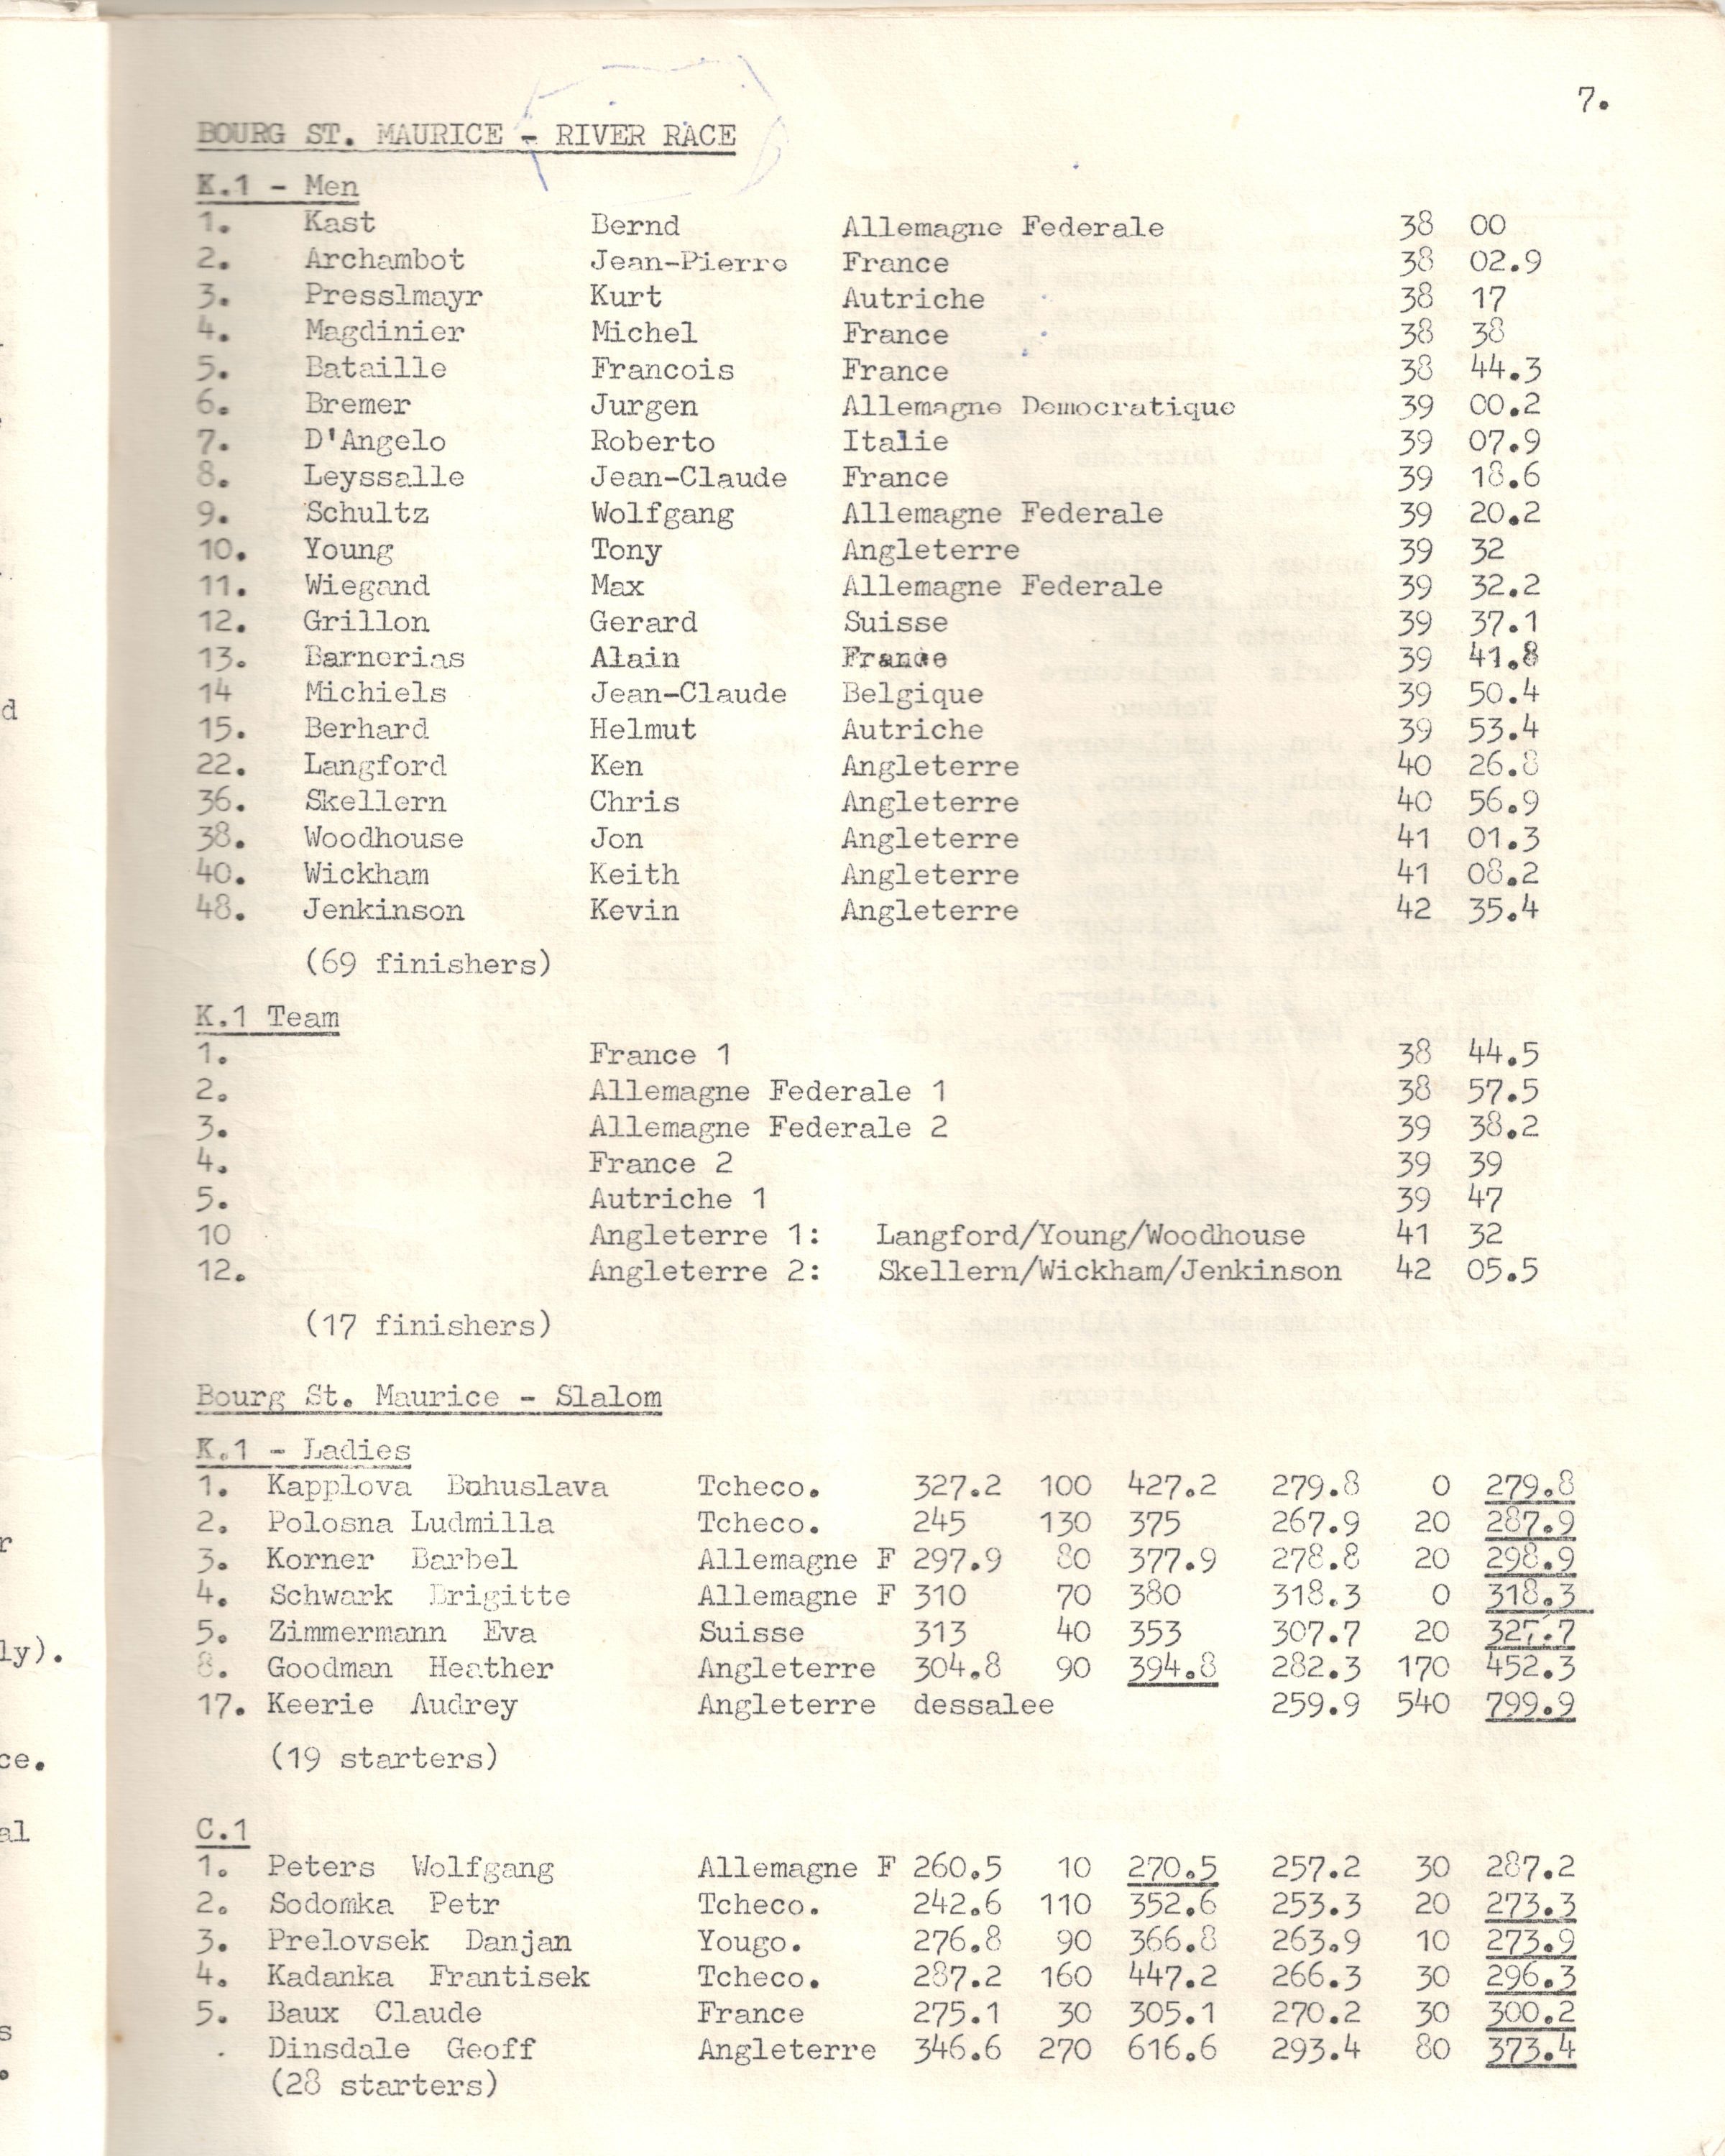 7.
BOURG ST. MAURICE - RIVER RACE
K.1 - Men
1. Kast Bernd Allemagne Federale 38 00
2. Archambot Jean-Pierre France 38 02.9
3. Presslmayr Kurt Autriche 38 17
4. Magdinier Michel France 38 38
5. Bataille Francois France 38 44.3
6. Bremer Jurgen Allemagne Democratique 39 00.2
7. D'Angelo Roberto Italie 39 07.9
8. Leyssalle Jean-Claude France 39 18.6
9. Schultz Wolfgang Allemagne Federale 39 20.2
10. Young Tony Angleterre 39 32
11. Wiegand Max Allemagne Federale 39 32.2
12. Grillon Gerard Suisse 39 37.1
13. Barnerias Alain France 39 41.8
14 Michiels Jean-Claude Belgique 39 50.4
15. Berhard Helmut Autriche 39 53.4
22. Langford Ken Angleterre 40 26.8
36. Skellern Chris Angleterre 40 56.9
38. Woodhouse Jon Angleterre 41 01.3
40. Wickham Keith Angleterre 41 08.2
48. Jenkinson Kevin Angleterre 42 35.4
(69 finishers)
K.1 Team
1. France 1 38 44.5
2. Allemagne Federale 1 38 57.5
3. Allemagne Federale 2 39 38.2
4. France 2 39 39
5. Autriche 1 39 47
10 Angleterre 1: Langford/Young/Woodhouse 41 32
12. Angleterre 2: Skellern/Wickham/Jenkinson 42 05.5
(17 finishers)
Bourg St. Maurice - Slalom
K.1 - Ladies
1. Kapplova Bohuslava Tcheco. 327.2 100 427.2 279.8 0 279.8
2. Polosna Ludmilla Tcheco. 245 130 375 267.9 20 287.9
3. Korner Barbel Allemagne F 297.9 80 377.9 278.8 20 298.9
4. Schwark Brigitte Allemagne F 310 70 380 318.3 0 318.3
5. Zimmermann Eva Suisse 313 40 353 307.7 20 327.7
8. Goodman Heather Angleterre 304.8 90 394.8 282.3 170 452.3
17. Keerie Audrey Angleterre dessalee 259.9 540 799.9
(19 starters)
C.1
1. Peters Wolfgang Allemagne F 260.5 10 270.5 257.2 30 287.2
2. Sodomka Petr Tcheco. 242.6 110 352.6 253.3 20 273.3
3. Prelovsek Danjan Yougo. 276.8 90 366.8 263.9 10 273.9
4. Kadanka Frantisek Tcheco. 287.2 160 447.2 266.3 30 296.3
5. Baux Claude France 275.1 30 305.1 270.2 30 300.2
. Dinsdale Geoff Angleterre 346.6 270 616.6 293.4 80 373.4
(28 starters)
d
r
ly).
ce.
al
s